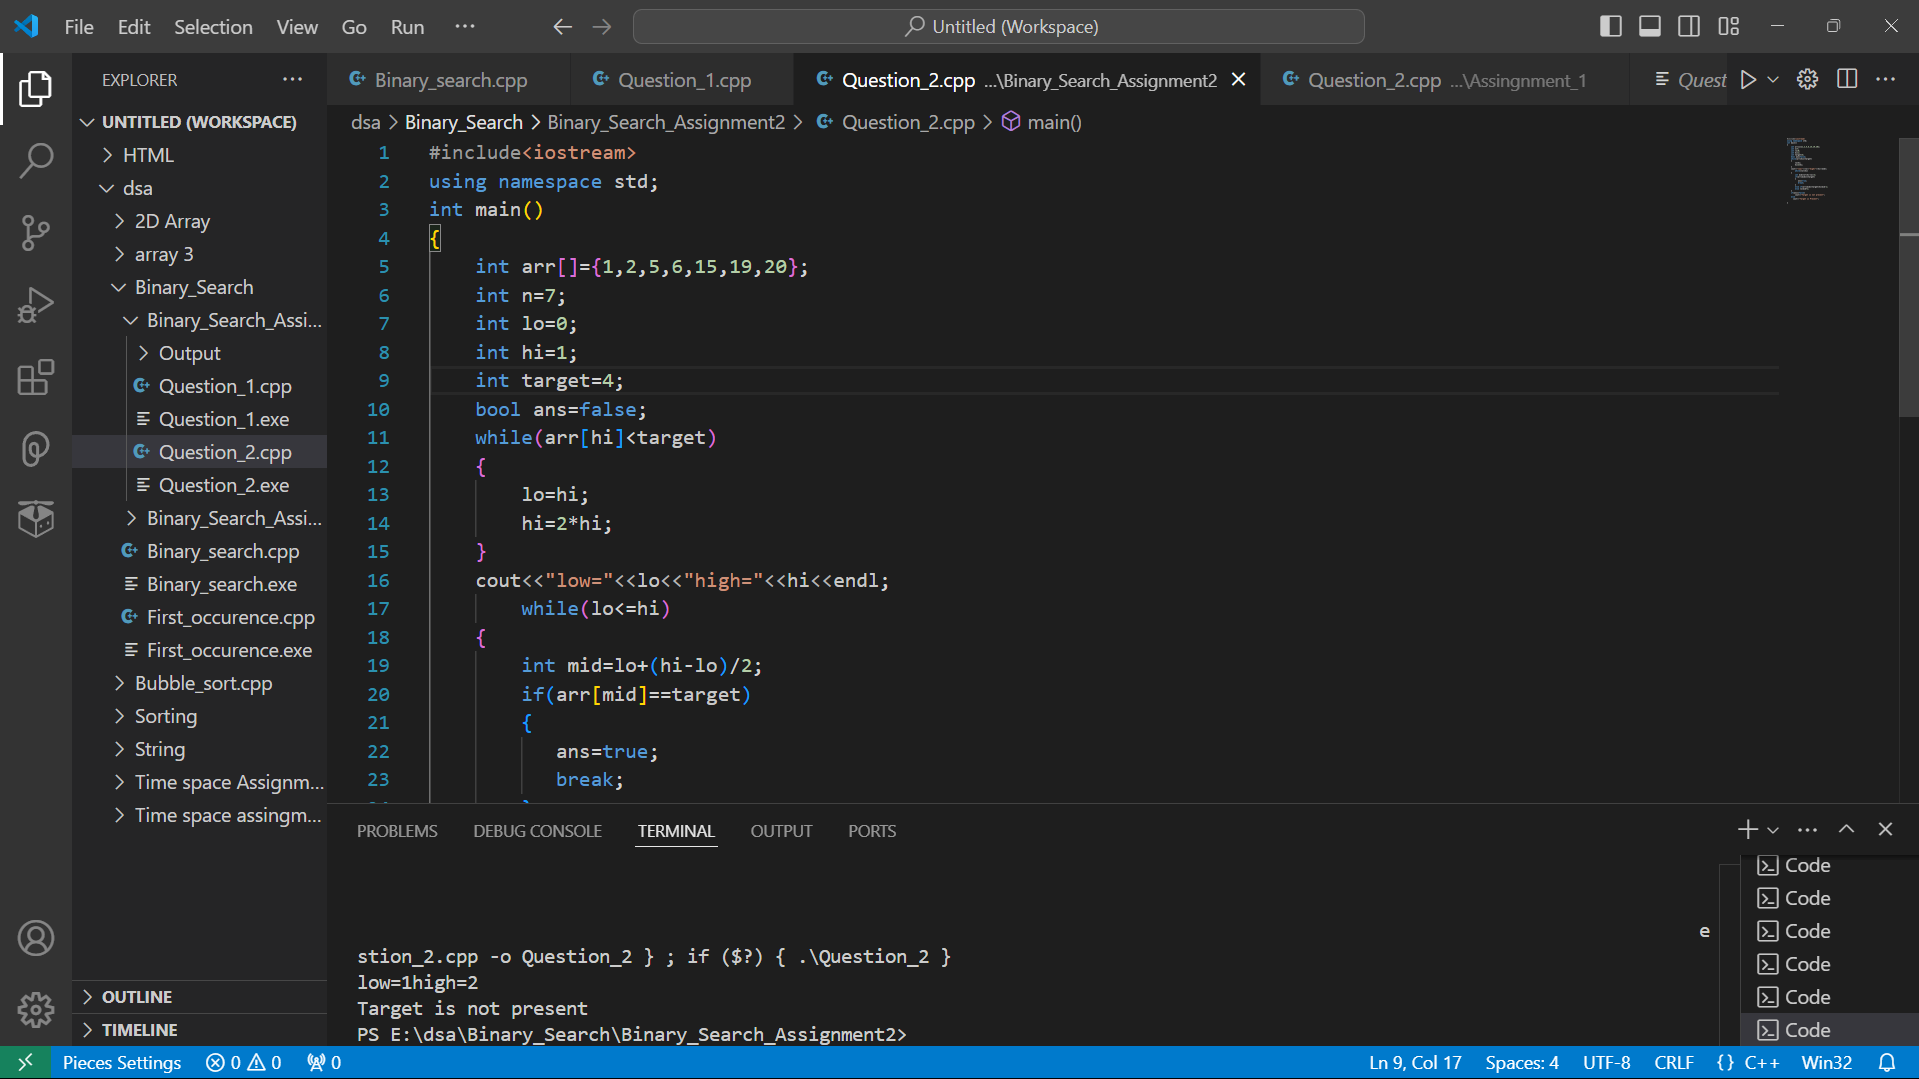 File Edit Selection View Go Run
Untitled (Workspace)
EXPLORER
UNTITLED (WORKSPACE)
HTML
dsa
2D Array
array 3
Binary_Search
Binary_Search_Assi...
Output
Question_1.cpp
Question_1.exe
Question_2.cpp
Question_2.exe
Binary_Search_Assi...
Binary_search.cpp
Binary_search.exe
First_occurence.cpp
First_occurence.exe
Bubble_sort.cpp
Sorting
String
Time space Assignm...
Time space assingm...
OUTLINE
TIMELINE
Binary_search.cpp Question_1.cpp Question_2.cpp ...\Binary_Search_Assignment2 Question_2.cpp ...\Assingnment_1 Quest
dsa > Binary_Search > Binary_Search_Assignment2 > Question_2.cpp > main()
1 #include<iostream>
2 using namespace std;
3 int main()
4 {
5 int arr[]={1,2,5,6,15,19,20};
6 int n=7;
7 int lo=0;
8 int hi=1;
9 int target=4;
10 bool ans=false;
11 while(arr[hi]<target)
12 {
13 lo=hi;
14 hi=2*hi;
15 }
16 cout<<"low="<<lo<<"high="<<hi<<endl;
17 while(lo<=hi)
18 {
19 int mid=lo+(hi-lo)/2;
20 if(arr[mid]==target)
21 {
22 ans=true;
23 break;
PROBLEMS DEBUG CONSOLE TERMINAL OUTPUT PORTS
e
stion_2.cpp -o Question_2 } ; if ($?) { .\Question_2 }
low=1high=2
Target is not present
PS E:\dsa\Binary_Search\Binary_Search_Assignment2>
Code
Code
Code
Code
Code
Code
Pieces Settings 0 0 0 Ln 9, Col 17 Spaces: 4 UTF-8 CRLF {} C++ Win32